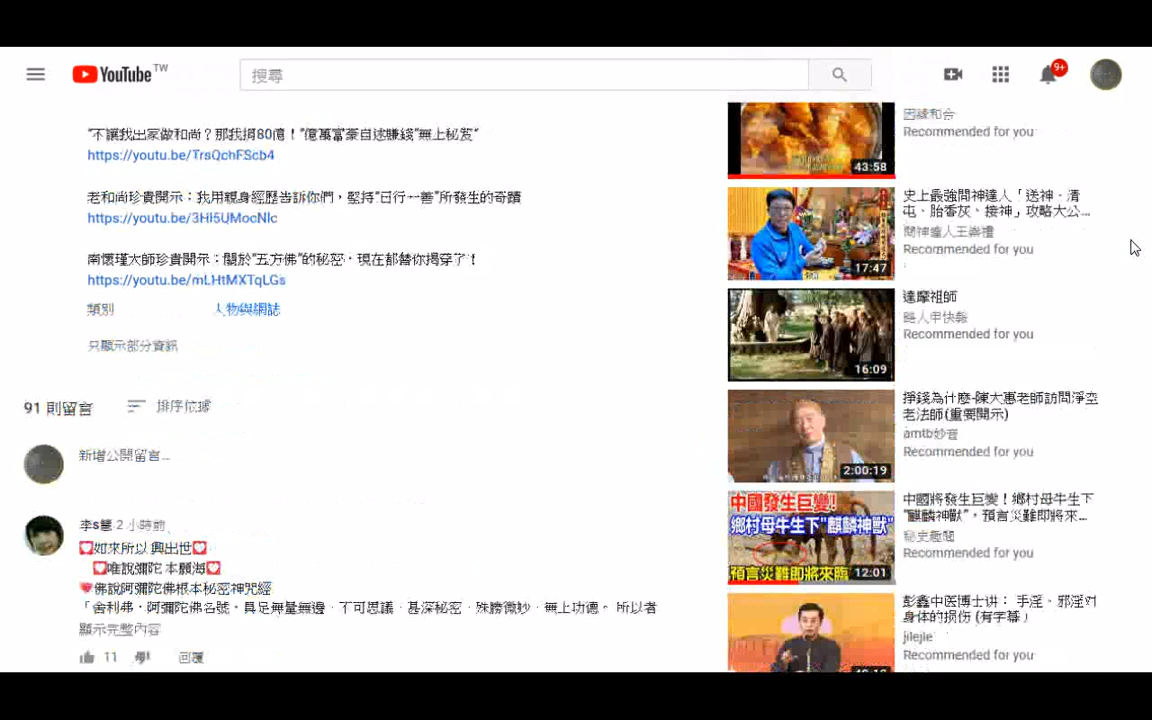 YouTube TW
搜尋
9+
"不讓我出家做和尚？那我捐80億！"億萬富豪自述賺錢"無上秘笈"
https://youtu.be/TrsQchFScb4
老和尚珍貴開示：我用親身經歷告訴你們，堅持"日行一善"所發生的奇蹟
https://youtu.be/3HI5UMocNlc
南懷瑾大師珍貴開示：關於"五方佛"的秘密，現在都替你揭穿了！
https://youtu.be/mLHtMXTqLGs
類別
人物與網誌
只顯示部分資訊
91 則留言
排序依據
新增公開留言...
李s慧 2 小時前
如來所以 興出世
唯說彌陀 本願海
佛說阿彌陀佛根本秘密神咒經
「舍利弗，阿彌陀佛名號，具足無量無邊、不可思議、甚深秘密、殊勝微妙、無上功德。 所以者
顯示完整內容
11
回覆
因緣和合
Recommended for you
43:58
史上最強問神達人「送神、清
屯、胎香灰、接神」攻略大公...
問神達人王崇禮
Recommended for you
17:47
達摩祖師
路人甲快報
Recommended for you
16:09
掙錢為什麼-陳大惠老師訪問淨空
老法師(重要開示)
amtb妙音
Recommended for you
2:00:19
中國將發生巨變！鄉村母牛生下
"麒麟神獸"，預言災難即將來...
秘史趣聞
Recommended for you
中國發生巨變!
鄉村母牛生下"麒麟神獸"
預言災難即將來臨
12:01
彭鑫中医博士讲： 手淫、邪淫对
身体的损伤 (有字幕）
jilejie
Recommended for you